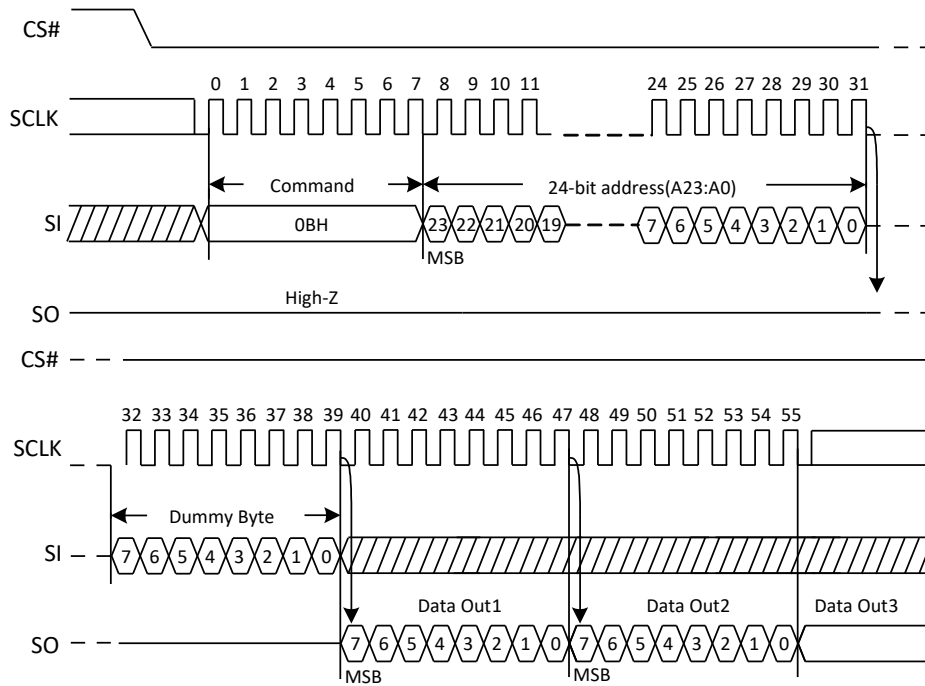 CS#
0 1 2 3 4 5 6 7 8 9 10 11 24 25 26 27 28 29 30 31
SCLK
Command 24-bit address(A23:A0)
SI 0BH 23 22 21 20 19 7 6 5 4 3 2 1 0
MSB
High-Z
SO
CS#
32 33 34 35 36 37 38 39 40 41 42 43 44 45 46 47 48 49 50 51 52 53 54 55
SCLK
Dummy Byte
SI 7 6 5 4 3 2 1 0
Data Out1 Data Out2 Data Out3
SO 7 6 5 4 3 2 1 0 7 6 5 4 3 2 1 0
MSB MSB